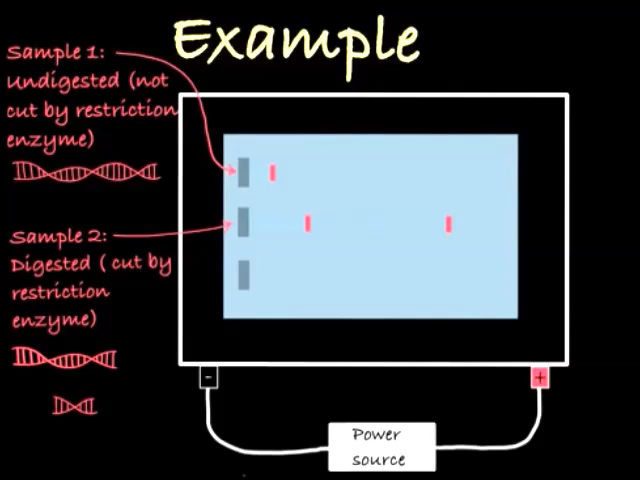 Example
Sample 1:
Undigested (not
cut by restriction
enzyme)
Sample 2:
Digested ( cut by
restriction
enzyme)
-
+
Power
source